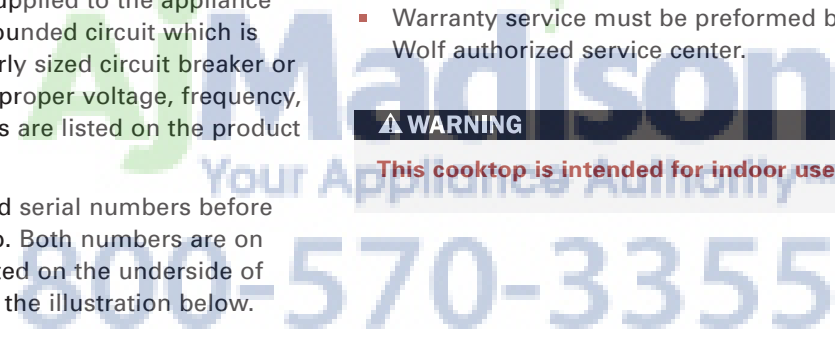 supplied to the appliance
ounded circuit which is
rly sized circuit breaker or
proper voltage, frequency,
s are listed on the product
d serial numbers before
o. Both numbers are on
ted on the underside of
the illustration below.
Warranty service must be preformed b
Wolf authorized service center.
WARNING
This cooktop is intended for indoor use
AjMadison
Your Appliance Authority™
800-570-3355